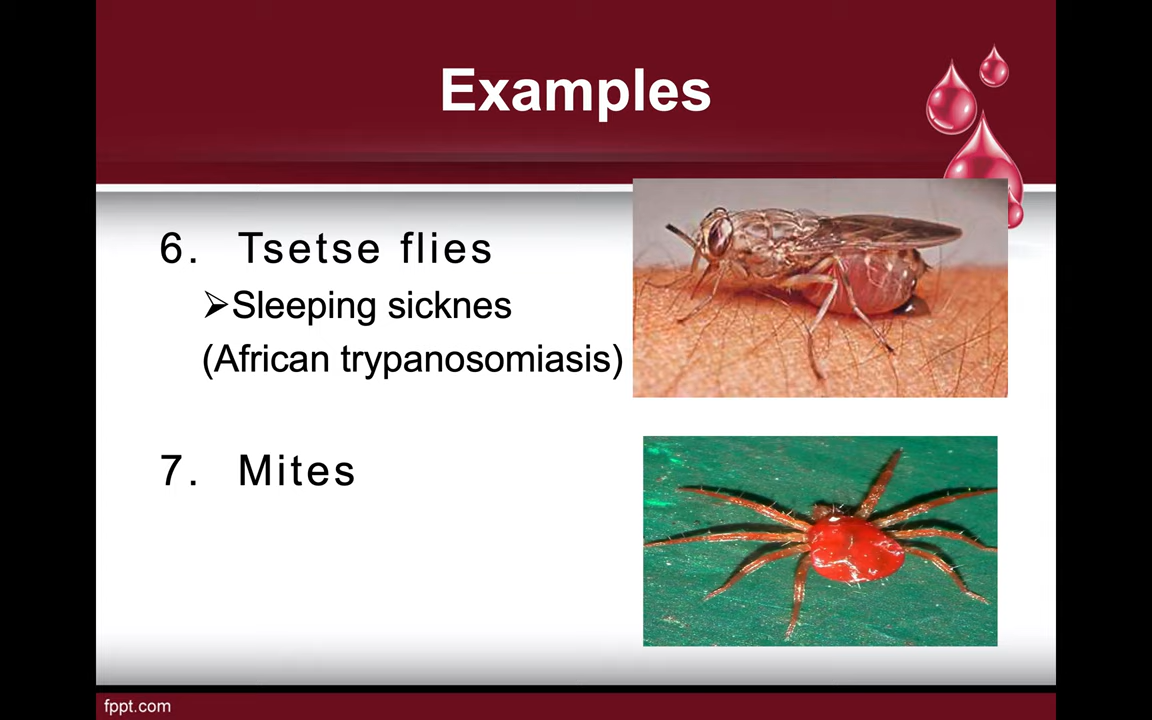 Examples
6. Tsetse flies
➢Sleeping sicknes
(African trypanosomiasis)
7. Mites
fppt.com